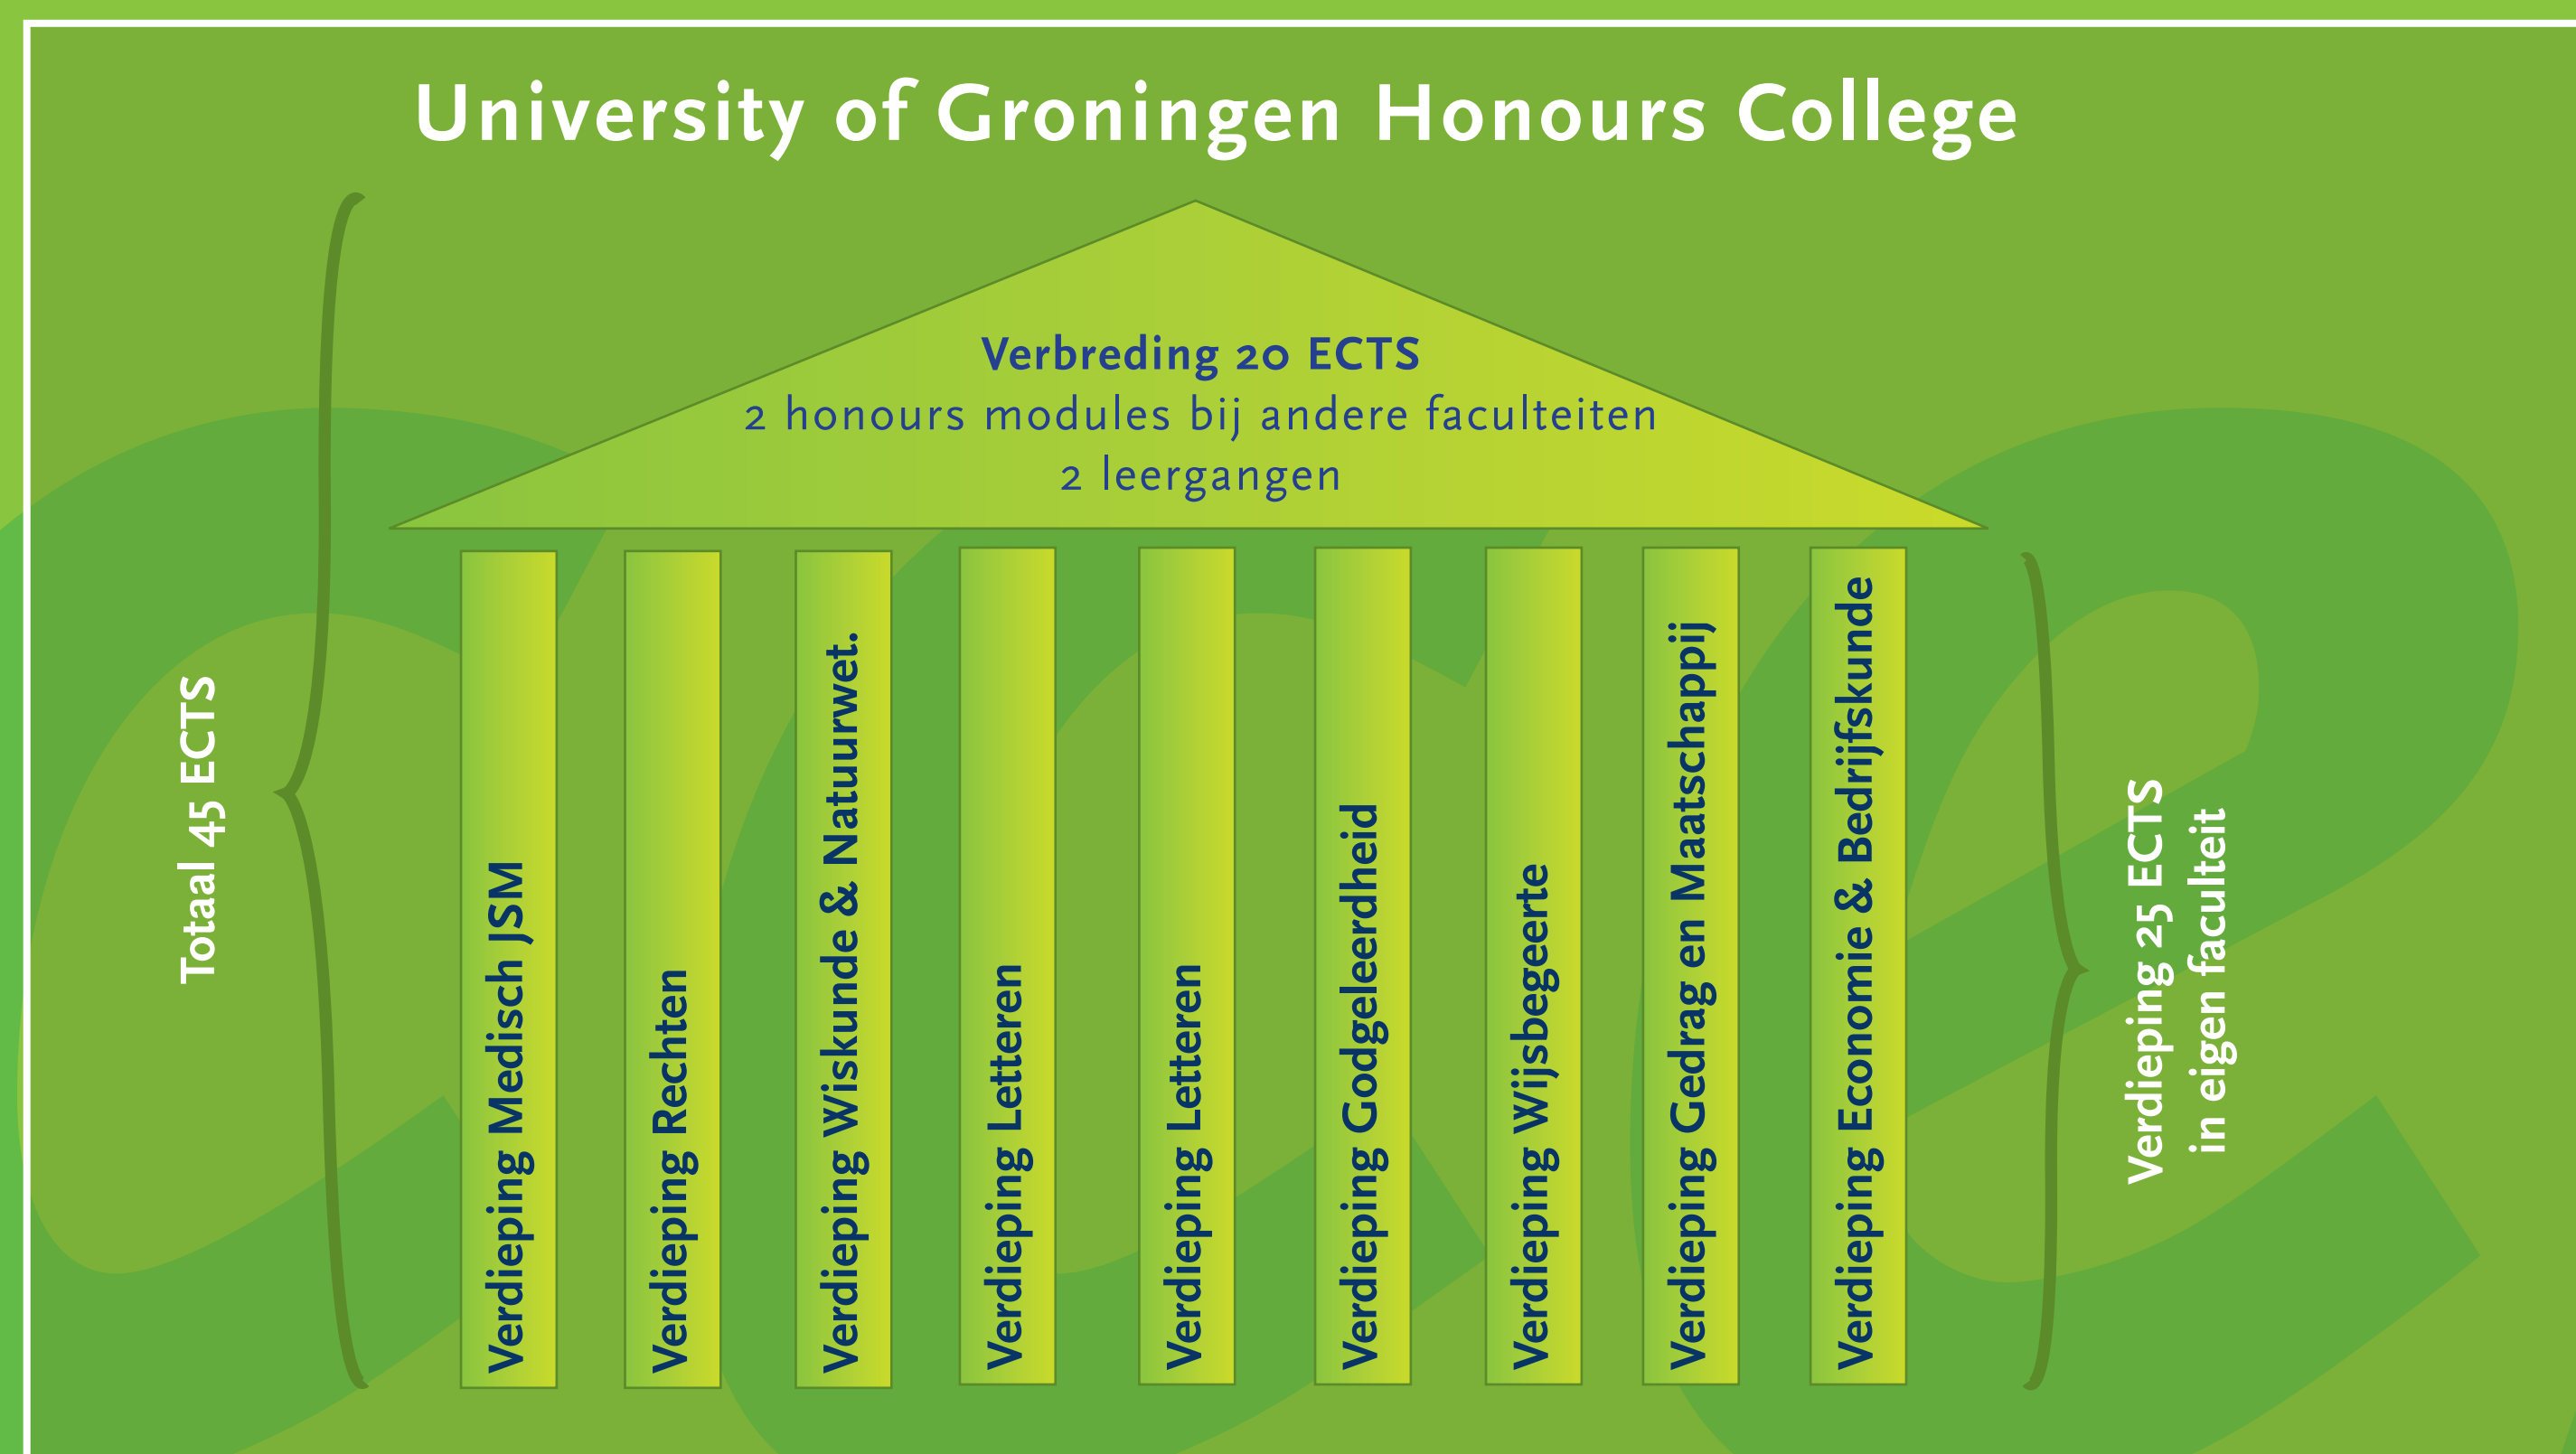 University of Groningen Honours College
Verbreding 20 ECTS
2 honours modules bij andere faculteiten
2 leergangen
Totaal 45 ECTS
Verdieping Medisch JSM
Verdieping Rechten
Verdieping Wiskunde & Natuurwet.
Verdieping Letteren
Verdieping Letteren
Verdieping Godgeleerdheid
Verdieping Wijsbegeerte
Verdieping Gedrag en Maatschappij
Verdieping Economie & Bedrijfskunde
Verdieping 25 ECTS
in eigen faculteit